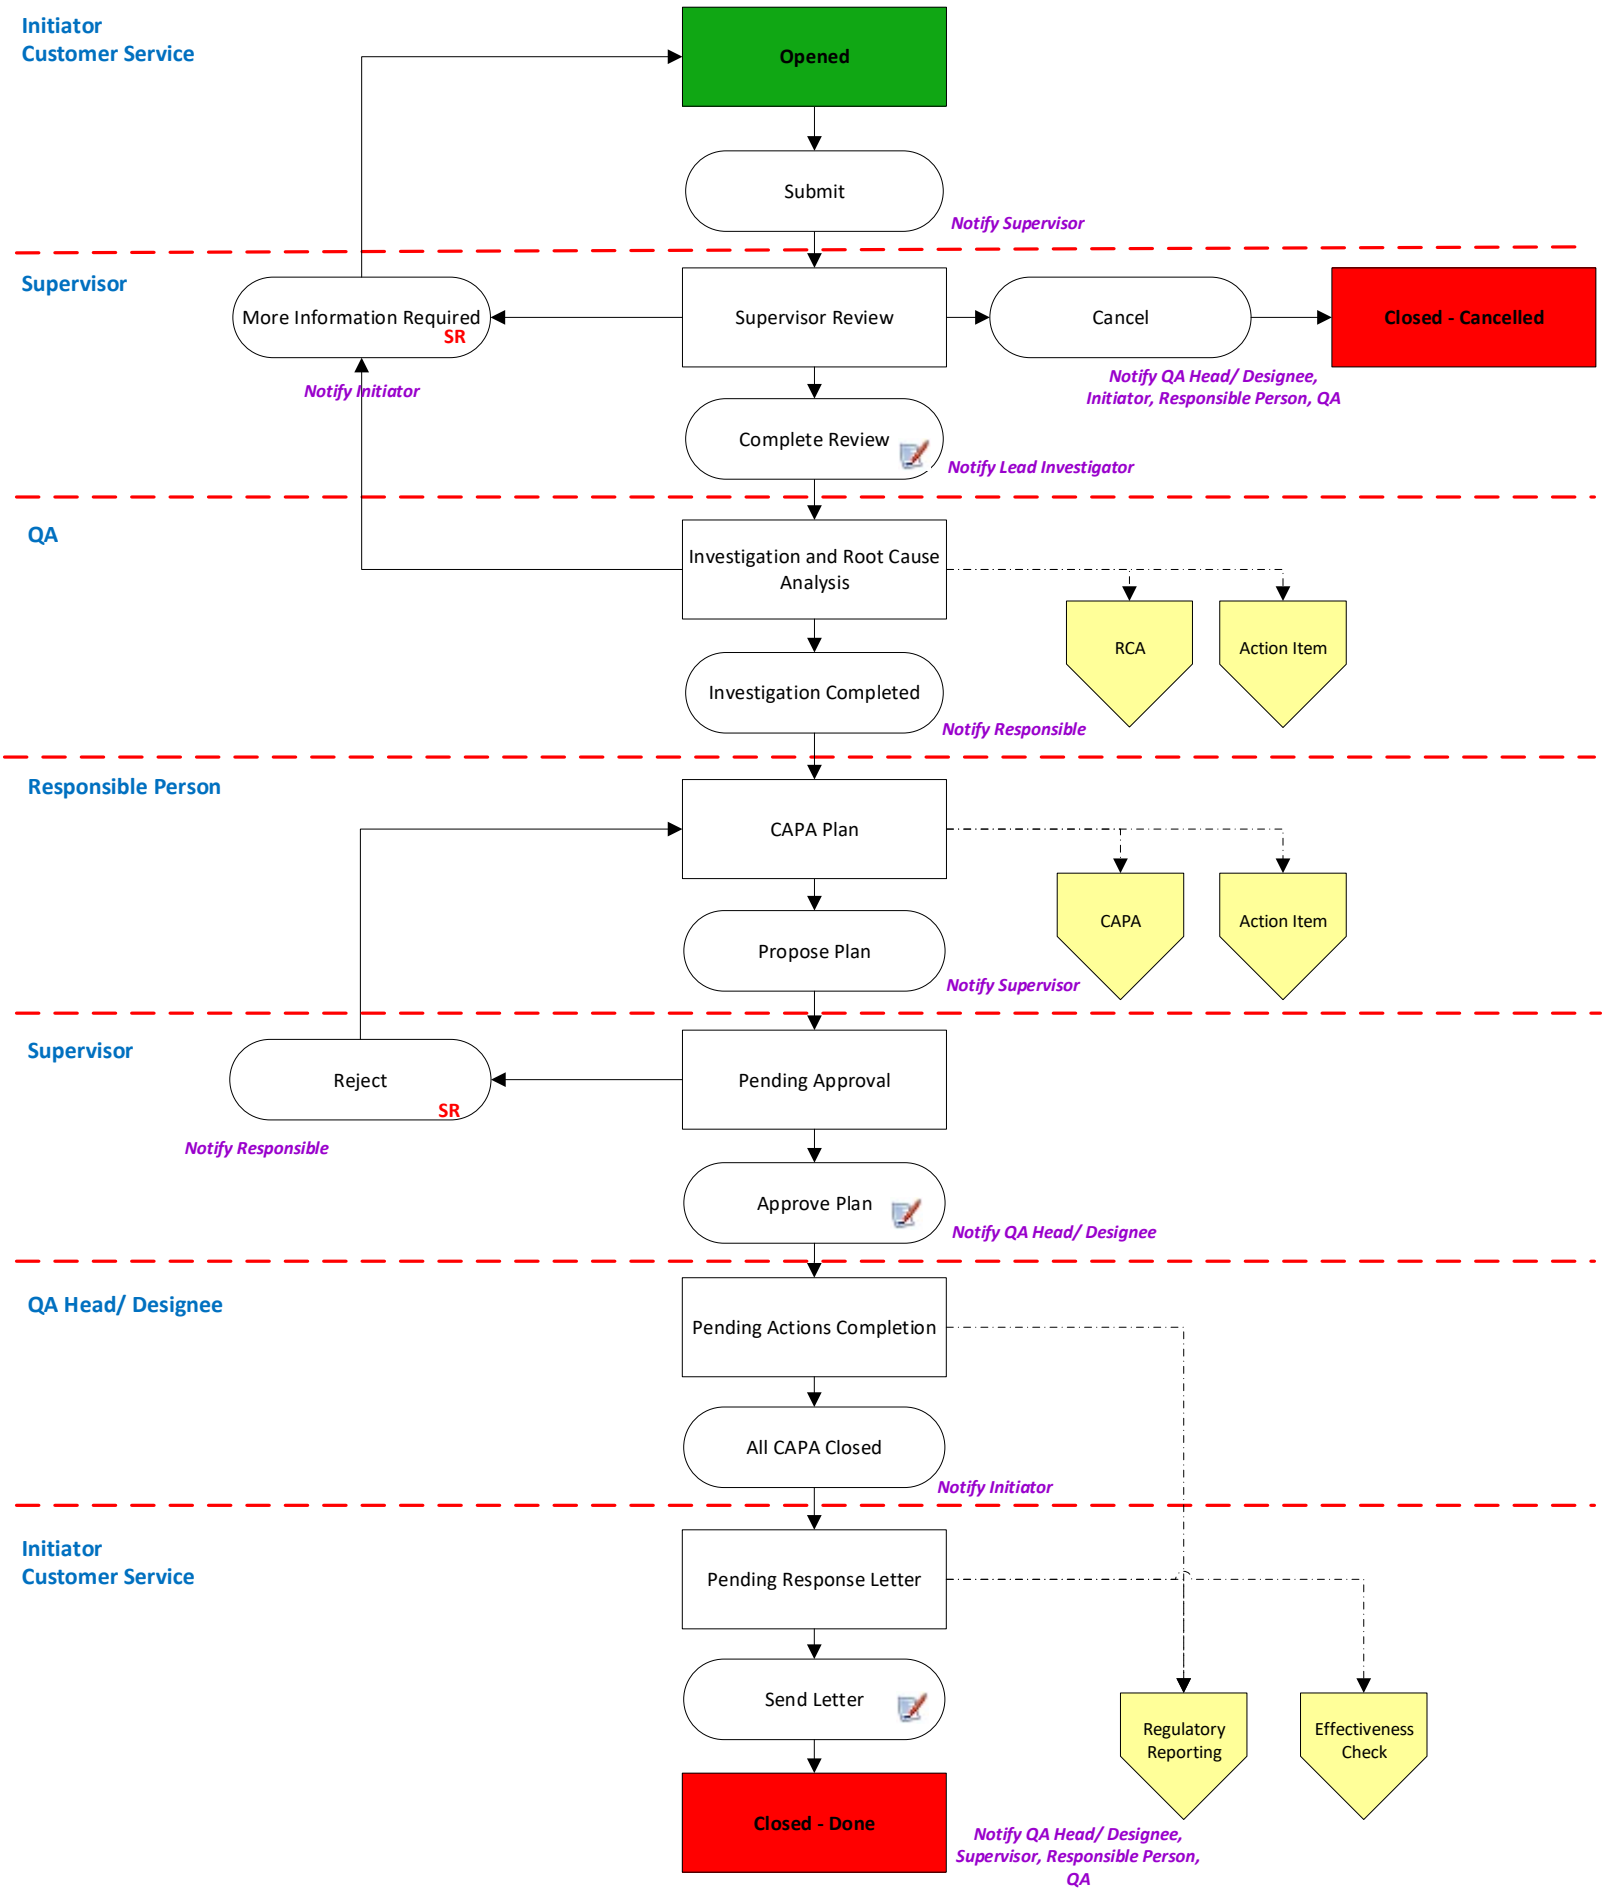 Initiator
Customer Service
Opened
Submit
Notify Supervisor
Supervisor
More Information Required
SR
Supervisor Review
Cancel
Closed - Cancelled
Notify Initiator
Notify QA Head/ Designee,
Initiator, Responsible Person, QA
Complete Review
Notify Lead Investigator
QA
Investigation and Root Cause
Analysis
RCA
Action Item
Investigation Completed
Notify Responsible
Responsible Person
CAPA Plan
CAPA
Action Item
Propose Plan
Notify Supervisor
Supervisor
Reject
SR
Pending Approval
Notify Responsible
Approve Plan
Notify QA Head/ Designee
QA Head/ Designee
Pending Actions Completion
All CAPA Closed
Notify Initiator
Initiator
Customer Service
Pending Response Letter
Send Letter
Regulatory
Reporting
Effectiveness
Check
Closed - Done
Notify QA Head/ Designee,
Supervisor, Responsible Person,
QA